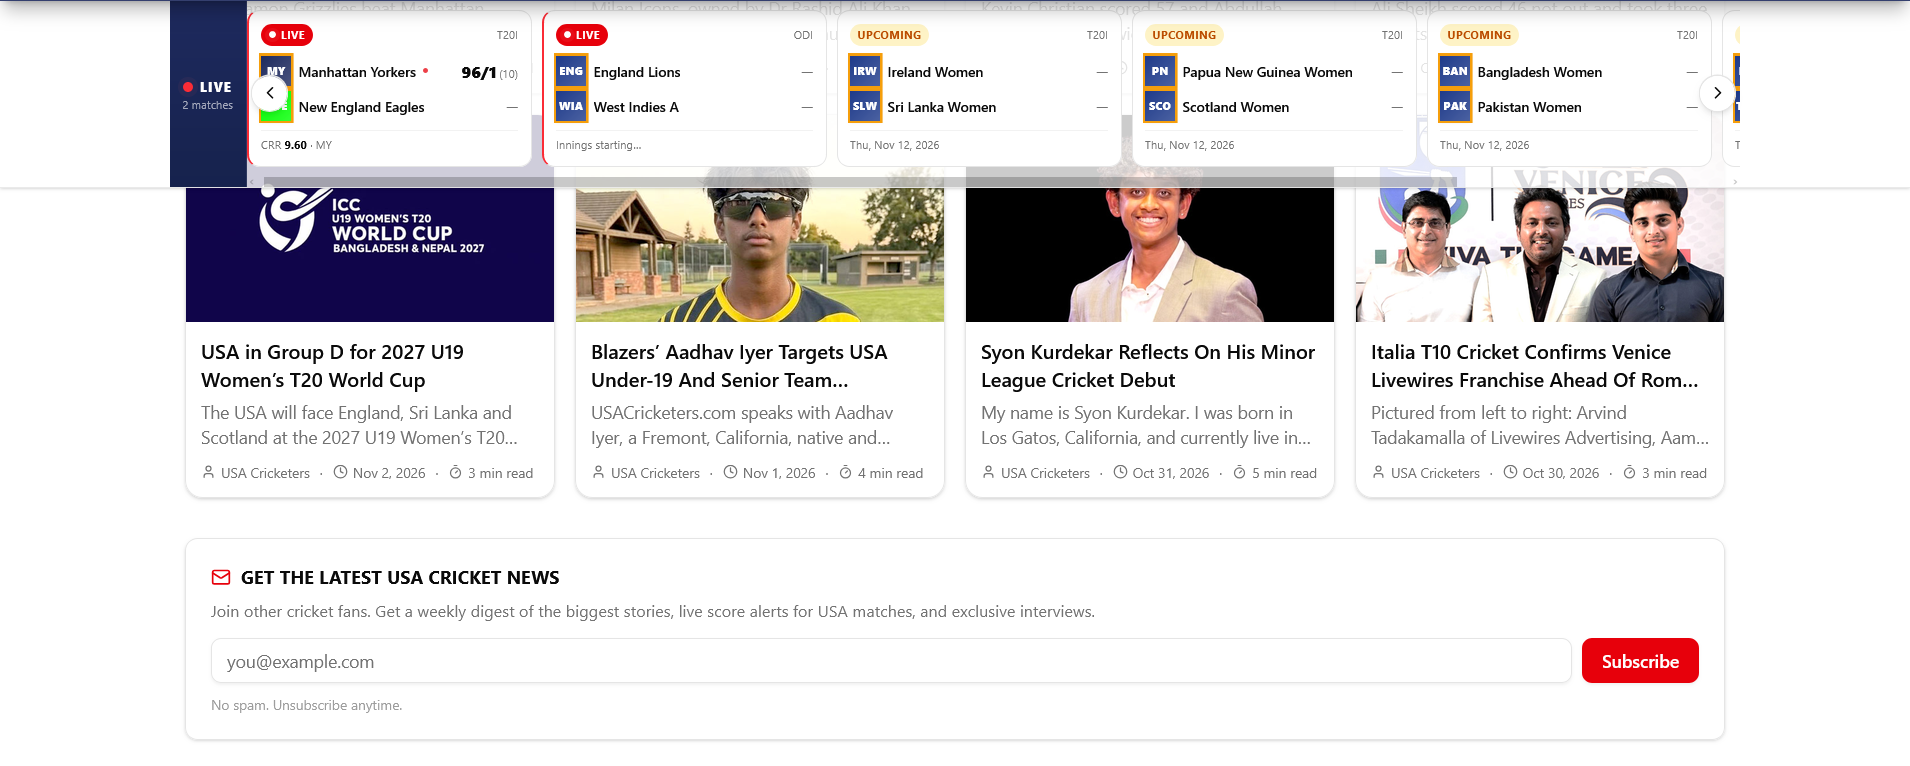 LIVE
2 matches
LIVE
T20I
MY
Manhattan Yorkers
96/1 (10)
New England Eagles
—
CRR 9.60 · MY
LIVE
ODI
ENG
England Lions
—
WIA
West Indies A
—
Innings starting...
UPCOMING
T20I
IRW
Ireland Women
—
SLW
Sri Lanka Women
—
Thu, Nov 12, 2026
UPCOMING
T20I
PN
Papua New Guinea Women
—
SCO
Scotland Women
—
Thu, Nov 12, 2026
UPCOMING
T20I
BAN
Bangladesh Women
—
PAK
Pakistan Women
—
Thu, Nov 12, 2026
ICC
U19 WOMEN'S T20
WORLD CUP
BANGLADESH & NEPAL 2027
USA in Group D for 2027 U19
Women's T20 World Cup
The USA will face England, Sri Lanka and
Scotland at the 2027 U19 Women's T20...
USA Cricketers · Nov 2, 2026 · 3 min read
Blazers' Aadhav Iyer Targets USA
Under-19 And Senior Team...
USACricketers.com speaks with Aadhav
Iyer, a Fremont, California, native and...
USA Cricketers · Nov 1, 2026 · 4 min read
Syon Kurdekar Reflects On His Minor
League Cricket Debut
My name is Syon Kurdekar. I was born in
Los Gatos, California, and currently live in...
USA Cricketers · Oct 31, 2026 · 5 min read
VENICE
GAME
Italia T10 Cricket Confirms Venice
Livewires Franchise Ahead Of Rom...
Pictured from left to right: Arvind
Tadakamalla of Livewires Advertising, Aam...
USA Cricketers · Oct 30, 2026 · 3 min read
GET THE LATEST USA CRICKET NEWS
Join other cricket fans. Get a weekly digest of the biggest stories, live score alerts for USA matches, and exclusive interviews.
you@example.com
Subscribe
No spam. Unsubscribe anytime.